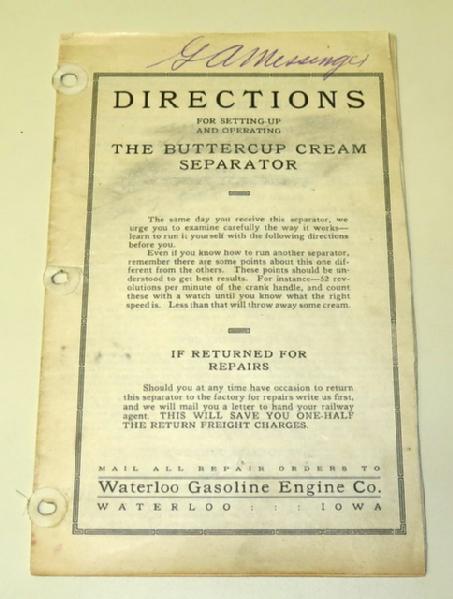 G A Messinger
DIRECTIONS
FOR SETTING-UP
AND OPERATING
THE BUTTERCUP CREAM
SEPARATOR
The same day you receive this separator, we
urge you to examine carefully the way it works—
learn to run it yourself with the following directions
before you.
Even if you know how to run another separator,
remember there are some points about this one dif-
ferent from the others. These points should be un-
derstood to get best results. For instance—52 rev-
olutions per minute of the crank handle, and count
these with a watch until you know what the right
speed is. Less than that will throw away some cream.
IF RETURNED FOR
REPAIRS
Should you at any time have occasion to return
this separator to the factory for repairs write us first,
and we will mail you a letter to hand your railway
agent. THIS WILL SAVE YOU ONE-HALF
THE RETURN FREIGHT CHARGES.
MAIL ALL REPAIR ORDERS TO
Waterloo Gasoline Engine Co.
WATERLOO : : : IOWA